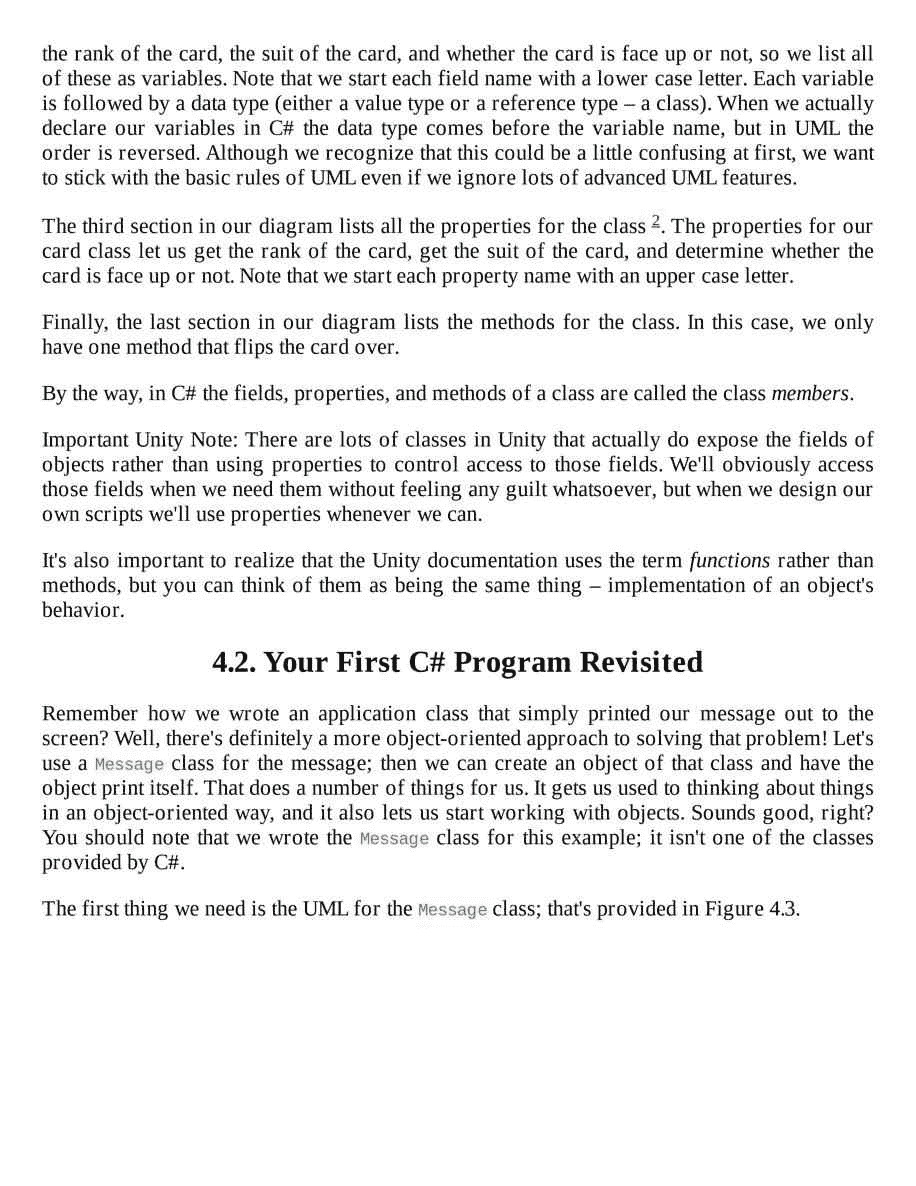 the rank of the card, the suit of the card, and whether the card is face up or not, so we list all
of these as variables. Note that we start each field name with a lower case letter. Each variable
is followed by a data type (either a value type or a reference type – a class). When we actually
declare our variables in C# the data type comes before the variable name, but in UML the
order is reversed. Although we recognize that this could be a little confusing at first, we want
to stick with the basic rules of UML even if we ignore lots of advanced UML features.
The third section in our diagram lists all the properties for the class 2. The properties for our
card class let us get the rank of the card, get the suit of the card, and determine whether the
card is face up or not. Note that we start each property name with an upper case letter.
Finally, the last section in our diagram lists the methods for the class. In this case, we only
have one method that flips the card over.
By the way, in C# the fields, properties, and methods of a class are called the class members.
Important Unity Note: There are lots of classes in Unity that actually do expose the fields of
objects rather than using properties to control access to those fields. We'll obviously access
those fields when we need them without feeling any guilt whatsoever, but when we design our
own scripts we'll use properties whenever we can.
It's also important to realize that the Unity documentation uses the term functions rather than
methods, but you can think of them as being the same thing – implementation of an object's
behavior.
4.2. Your First C# Program Revisited
Remember how we wrote an application class that simply printed our message out to the
screen? Well, there's definitely a more object-oriented approach to solving that problem! Let's
use a Message class for the message; then we can create an object of that class and have the
object print itself. That does a number of things for us. It gets us used to thinking about things
in an object-oriented way, and it also lets us start working with objects. Sounds good, right?
You should note that we wrote the Message class for this example; it isn't one of the classes
provided by C#.
The first thing we need is the UML for the Message class; that's provided in Figure 4.3.